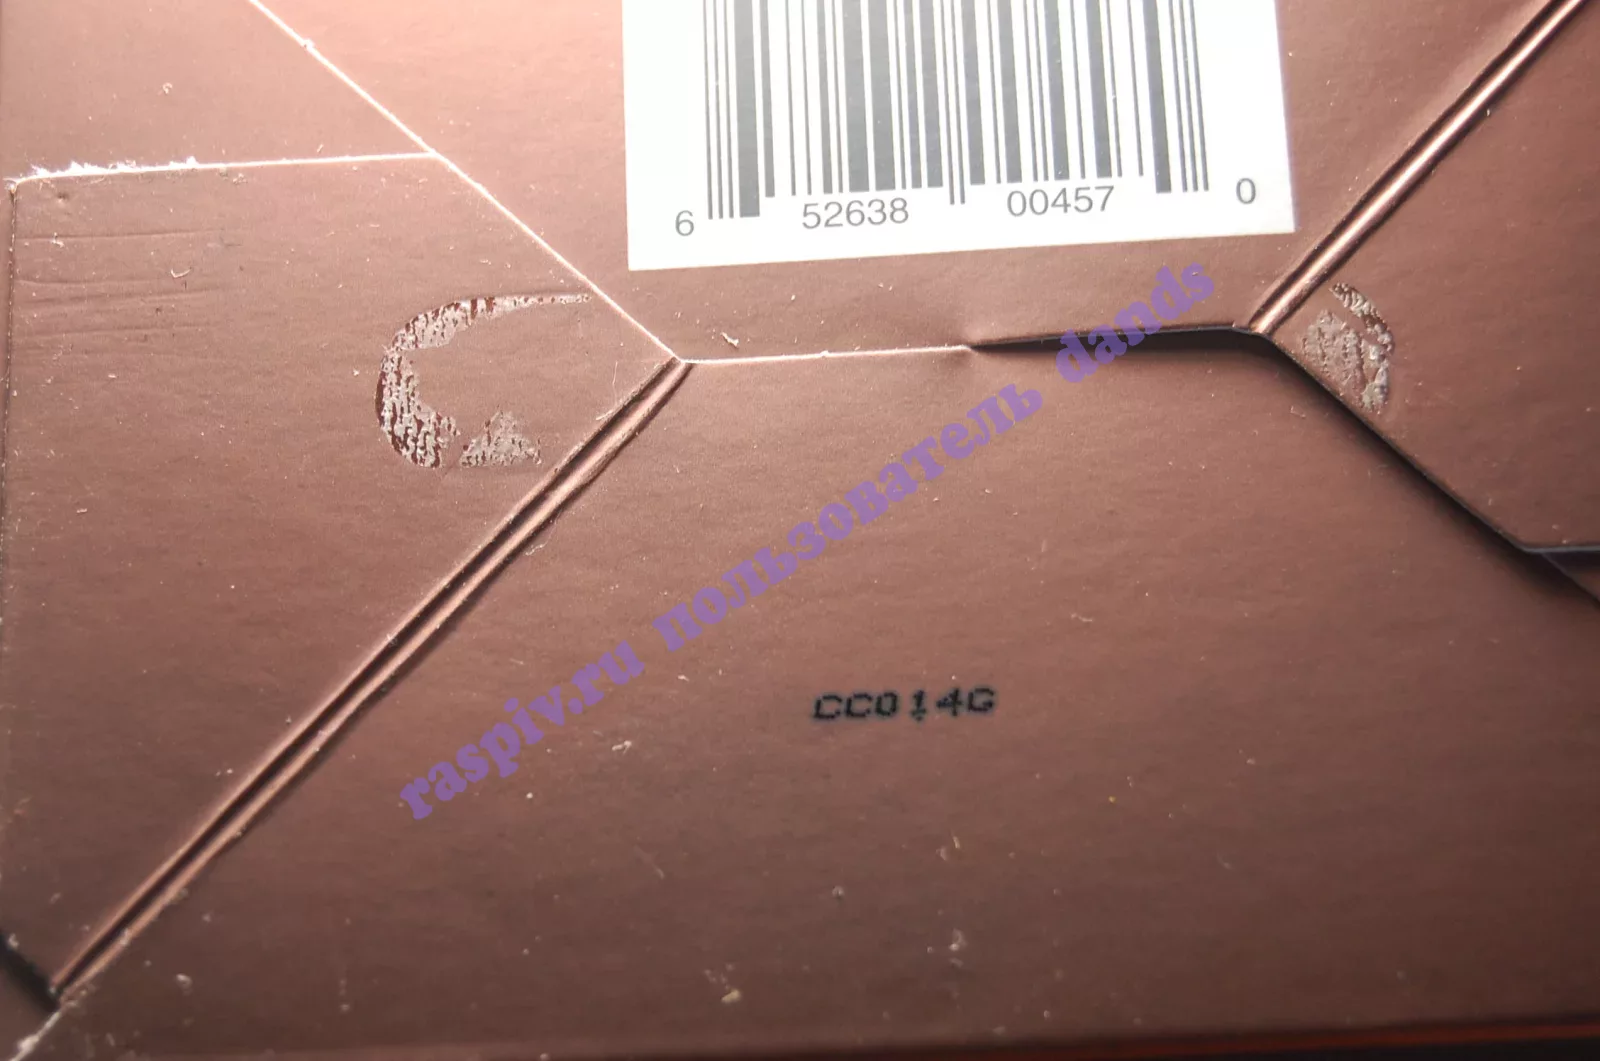 6 52638 00457 0
raspiv.ru пользователь dands
CC014G